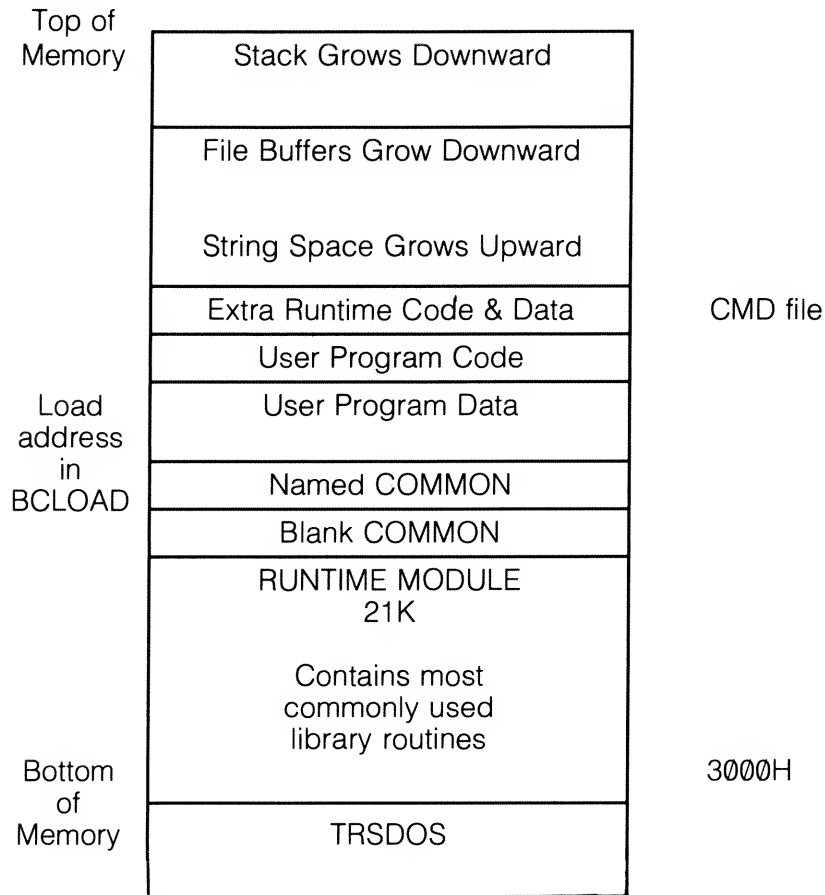 Top of
Memory
Stack Grows Downward
File Buffers Grow Downward
String Space Grows Upward
Extra Runtime Code & Data
CMD file
User Program Code
Load
address
in
BCLOAD
User Program Data
Named COMMON
Blank COMMON
RUNTIME MODULE
21K
Contains most
commonly used
library routines
Bottom
of
Memory
3000H
TRSDOS